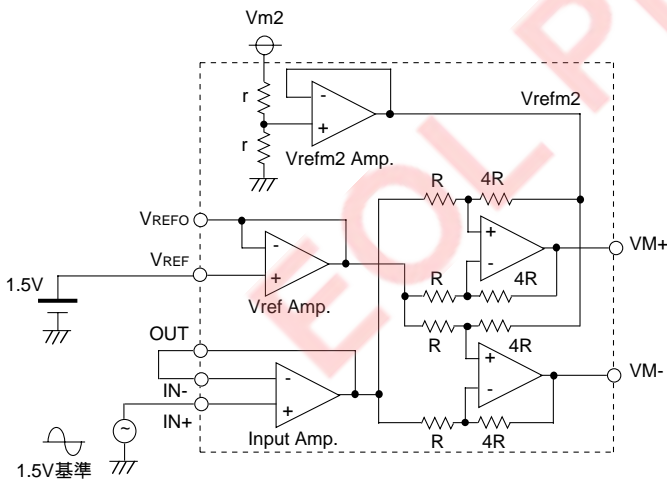 Vm2
r
-
+
r
Vrefm2
Vrefm2 Amp.
R
4R
+
-
VM+
VREFO
-
VREF
+
1.5V
Vref Amp.
R
4R
R
4R
+
-
VM-
OUT
IN-
-
IN+
+
~
Input Amp.
R
4R
1.5V基準
EOL P